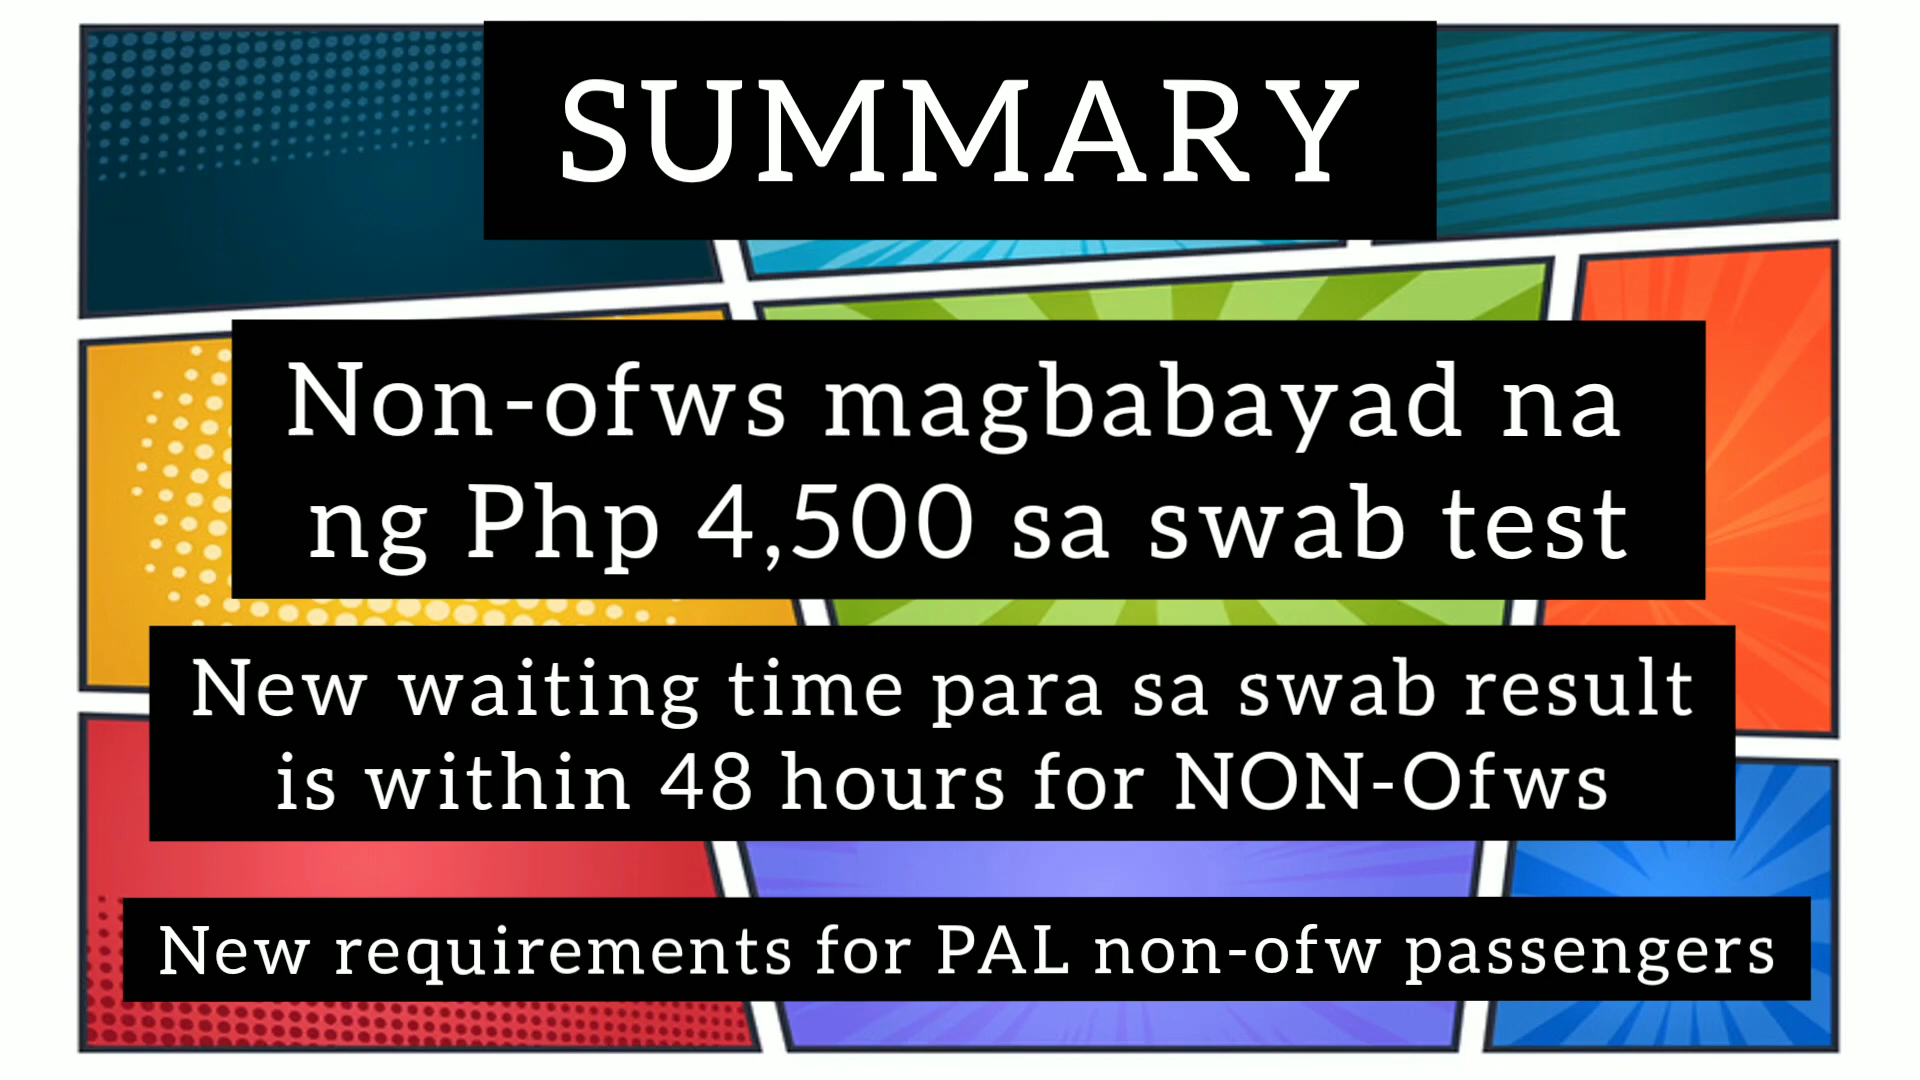 SUMMARY
Non-ofws magbabayad na
ng Php 4,500 sa swab test
New waiting time para sa swab result
is within 48 hours for NON-Ofws
New requirements for PAL non-ofw passengers